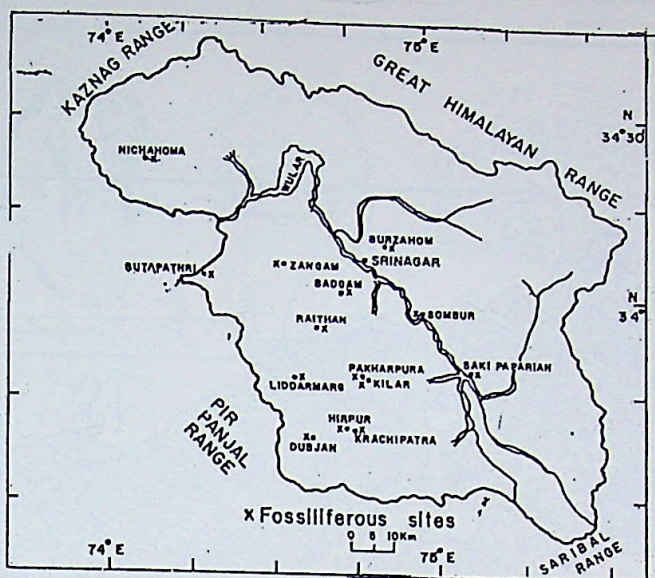 74° E
75° E
KAZNAG RANGE
GREAT HIMALAYAN RANGE
N
34° 30
NICHAHOMA
WULAR
BURZAHOM
SRINAGAR
ZANGAM
BUTAPATHRI
BADGAM
SOMBUR
34°
N
RAITHAN
PAKHARPURA
SAKI PAPARIAN
LIDDARMARG
KILAR
PIR
PANJAL
RANGE
HIRPUR
KRACHIPATRA
DUBJAN
x Fossiliferous sites
0 5 10Km
74° E
75° E
SARIBAL
RANGE